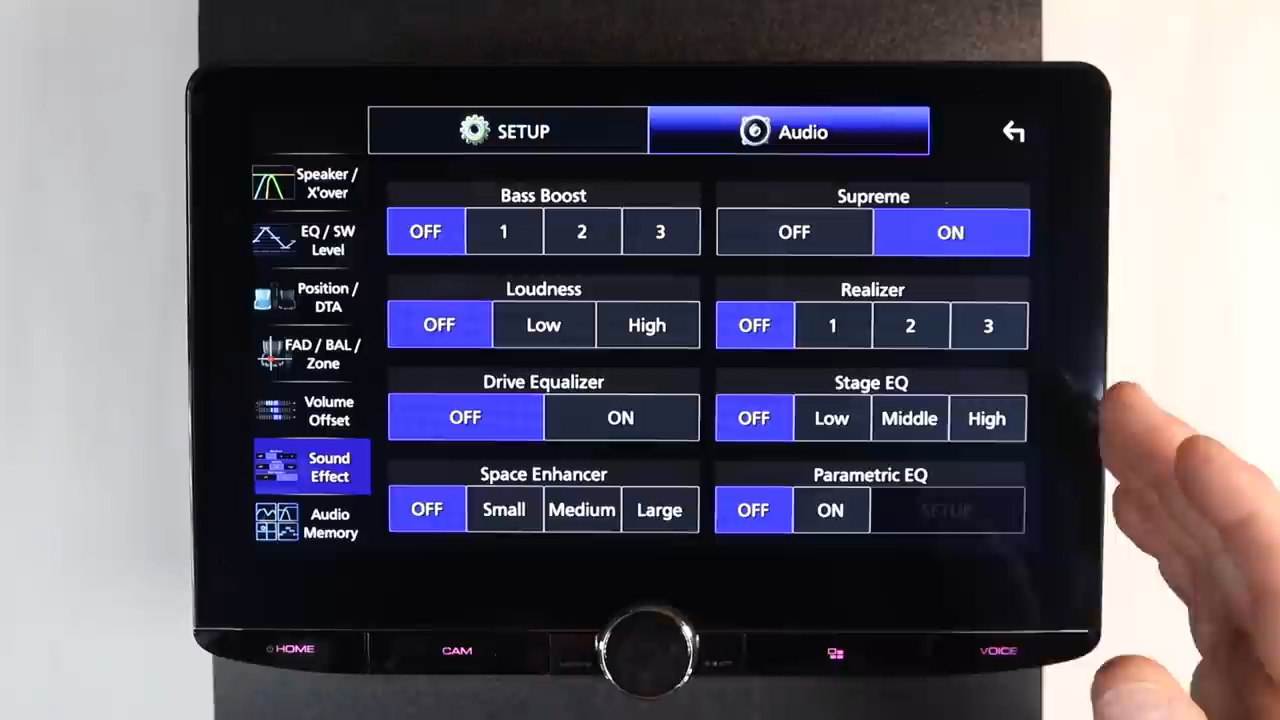 SETUP
Audio
Speaker /
X'over
EQ / SW
Level
Position /
DTA
FAD / BAL /
Zone
Volume
Offset
Sound
Effect
Audio
Memory
Bass Boost
OFF 1 2 3
Supreme
OFF ON
Loudness
OFF Low High
Realizer
OFF 1 2 3
Drive Equalizer
OFF ON
Stage EQ
OFF Low Middle High
Space Enhancer
OFF Small Medium Large
Parametric EQ
OFF ON SETUP
HOME
CAM
VOICE